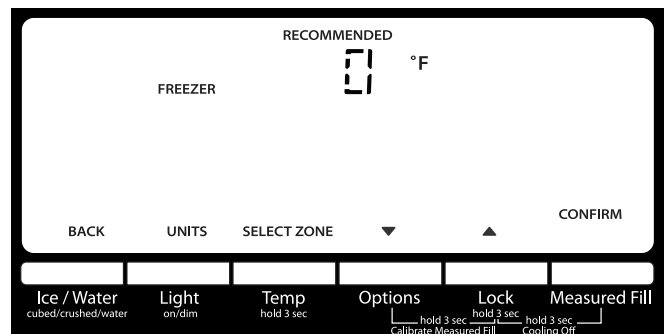 RECOMMENDED
0 °F
FREEZER
CONFIRM
BACK UNITS SELECT ZONE ▼ ▲
Ice / Water Light Temp Options Lock Measured Fill
cubed/crushed/water on/dim hold 3 sec hold 3 sec
hold 3 sec hold 3 sec
Calibrate Measured Fill Cooling Off